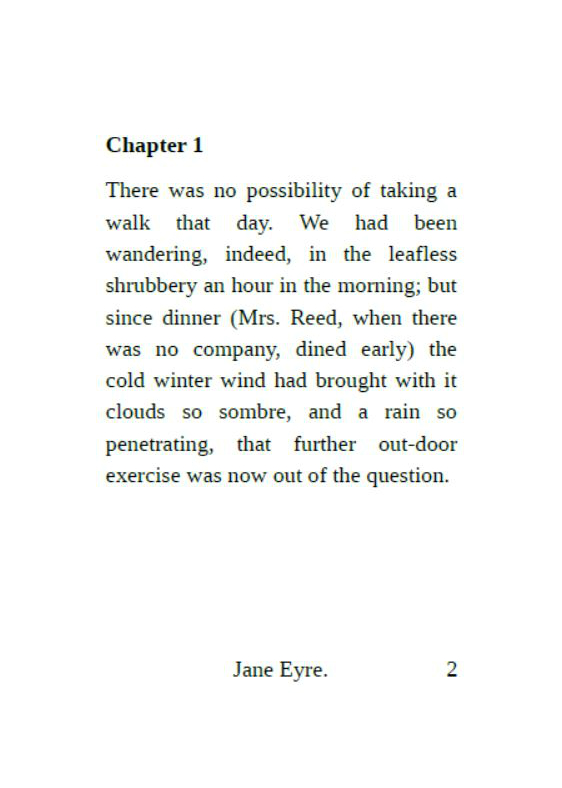 Chapter 1
There was no possibility of taking a
walk that day. We had been
wandering, indeed, in the leafless
shrubbery an hour in the morning; but
since dinner (Mrs. Reed, when there
was no company, dined early) the
cold winter wind had brought with it
clouds so sombre, and a rain so
penetrating, that further out-door
exercise was now out of the question.
Jane Eyre. 2